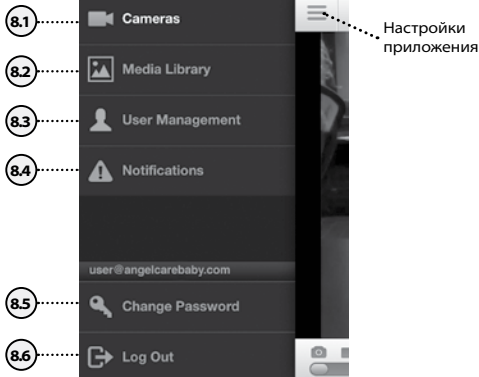 8.1 Cameras
Настройки
приложения
8.2 Media Library
8.3 User Management
8.4 Notifications
user@angelcarebaby.com
8.5 Change Password
8.6 Log Out